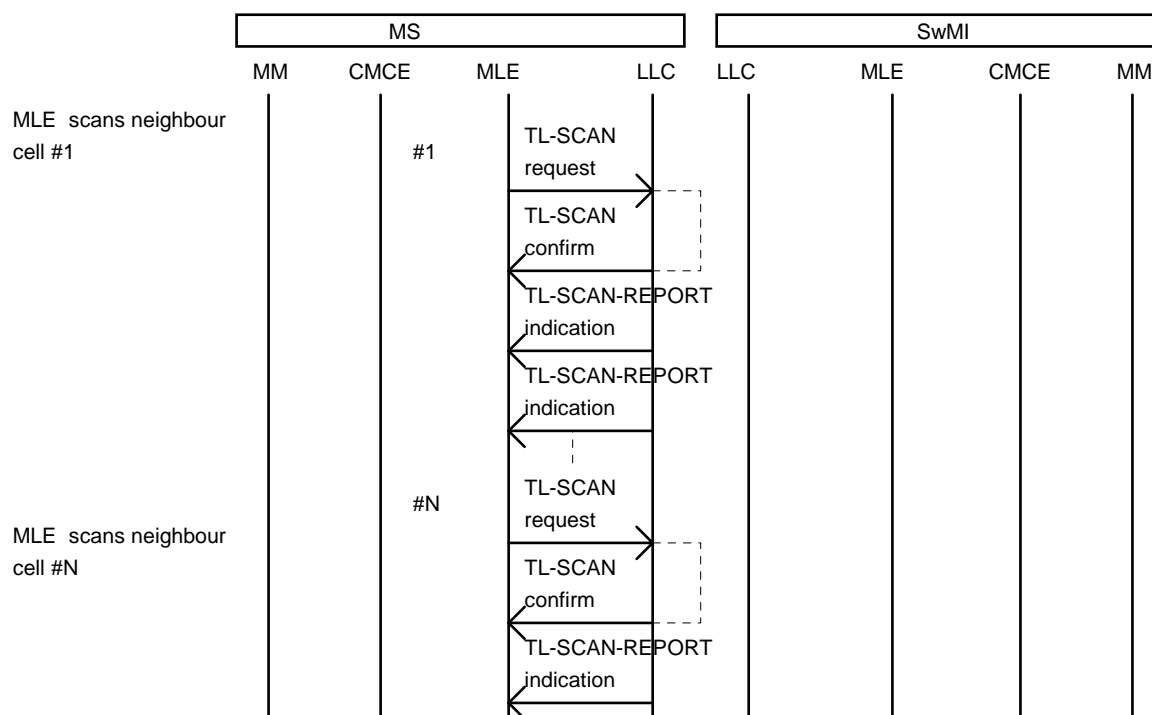 MS SwMI
MM CMCE MLE LLC LLC MLE CMCE MM
MLE scans neighbour
cell #1
#1
TL-SCAN
request
TL-SCAN
confirm
TL-SCAN-REPORT
indication
TL-SCAN-REPORT
indication
#N
TL-SCAN
request
MLE scans neighbour
cell #N
TL-SCAN
confirm
TL-SCAN-REPORT
indication